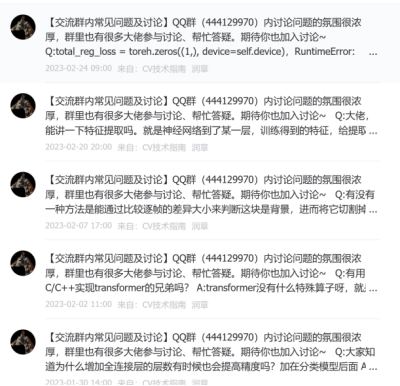 【交流群内常见问题及讨论】QQ群（444129970）内讨论问题的氛围很浓
厚，群里也有很多大佬参与讨论、帮忙答疑。期待你也加入讨论~
Q:total_reg_loss = toreh.zeros((1,), device=self.device)，RuntimeError: ...
2023-02-24 09:00 来自：CV技术指南 润章
【交流群内常见问题及讨论】QQ群（444129970）内讨论问题的氛围很浓
厚，群里也有很多大佬参与讨论、帮忙答疑。期待你也加入讨论~ Q:大佬，
能讲一下特征提取吗。就是神经网络到了某一层，训练得到的特征，给提取 ...
2023-02-20 20:00 来自：CV技术指南 润章
【交流群内常见问题及讨论】QQ群（444129970）内讨论问题的氛围很浓
厚，群里也有很多大佬参与讨论、帮忙答疑。期待你也加入讨论~ Q:有没有
一种方法是能通过比较逐帧的差异大小来判断这块是背景，进而将它切割掉 ...
2023-02-07 17:00 来自：CV技术指南 润章
【交流群内常见问题及讨论】QQ群（444129970）内讨论问题的氛围很浓
厚，群里也有很多大佬参与讨论、帮忙答疑。期待你也加入讨论~ Q:有用
C/C++实现transformer的兄弟吗？ A:transformer没有什么特殊算子呀，就 ...
2023-02-02 11:00 来自：CV技术指南 润章
【交流群内常见问题及讨论】QQ群（444129970）内讨论问题的氛围很浓
厚，群里也有很多大佬参与讨论、帮忙答疑。期待你也加入讨论~ Q:大家知
道为什么增加全连接层的层数有时候也会提高精度吗？加在分类模型后面 A ...
2023-01-30 14:00 来自：CV技术指南 润章